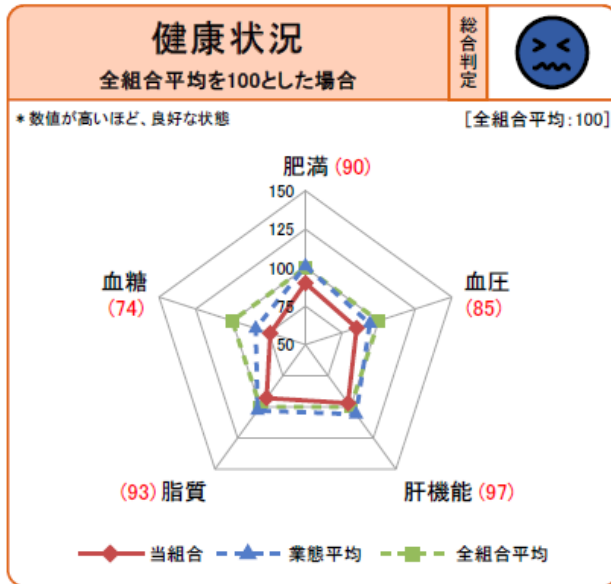 健康状況
全組合平均を100とした場合
総合判定
*数値が高いほど、良好な状態
[全組合平均:100]
肥満(90)
150
125
100
75
50
血糖
(74)
血圧
(85)
(93)脂質
肝機能(97)
当組合 業態平均 全組合平均